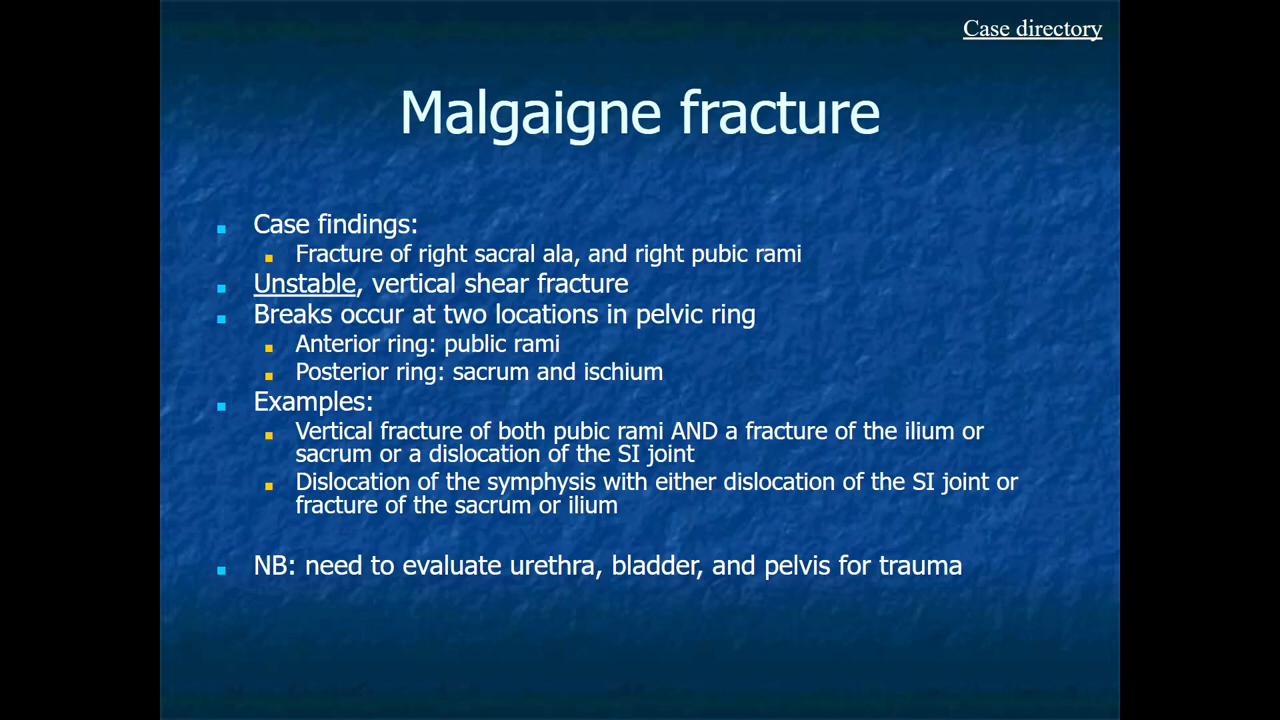 Case directory
Malgaigne fracture
Case findings:
Fracture of right sacral ala, and right pubic rami
Unstable, vertical shear fracture
Breaks occur at two locations in pelvic ring
Anterior ring: public rami
Posterior ring: sacrum and ischium
Examples:
Vertical fracture of both pubic rami AND a fracture of the ilium or
sacrum or a dislocation of the SI joint
Dislocation of the symphysis with either dislocation of the SI joint or
fracture of the sacrum or ilium
NB: need to evaluate urethra, bladder, and pelvis for trauma